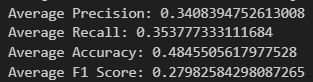 Average Precision: 0.3408394752613008
Average Recall: 0.353777333111684
Average Accuracy: 0.4845505617977528
Average F1 Score: 0.27982584298087265